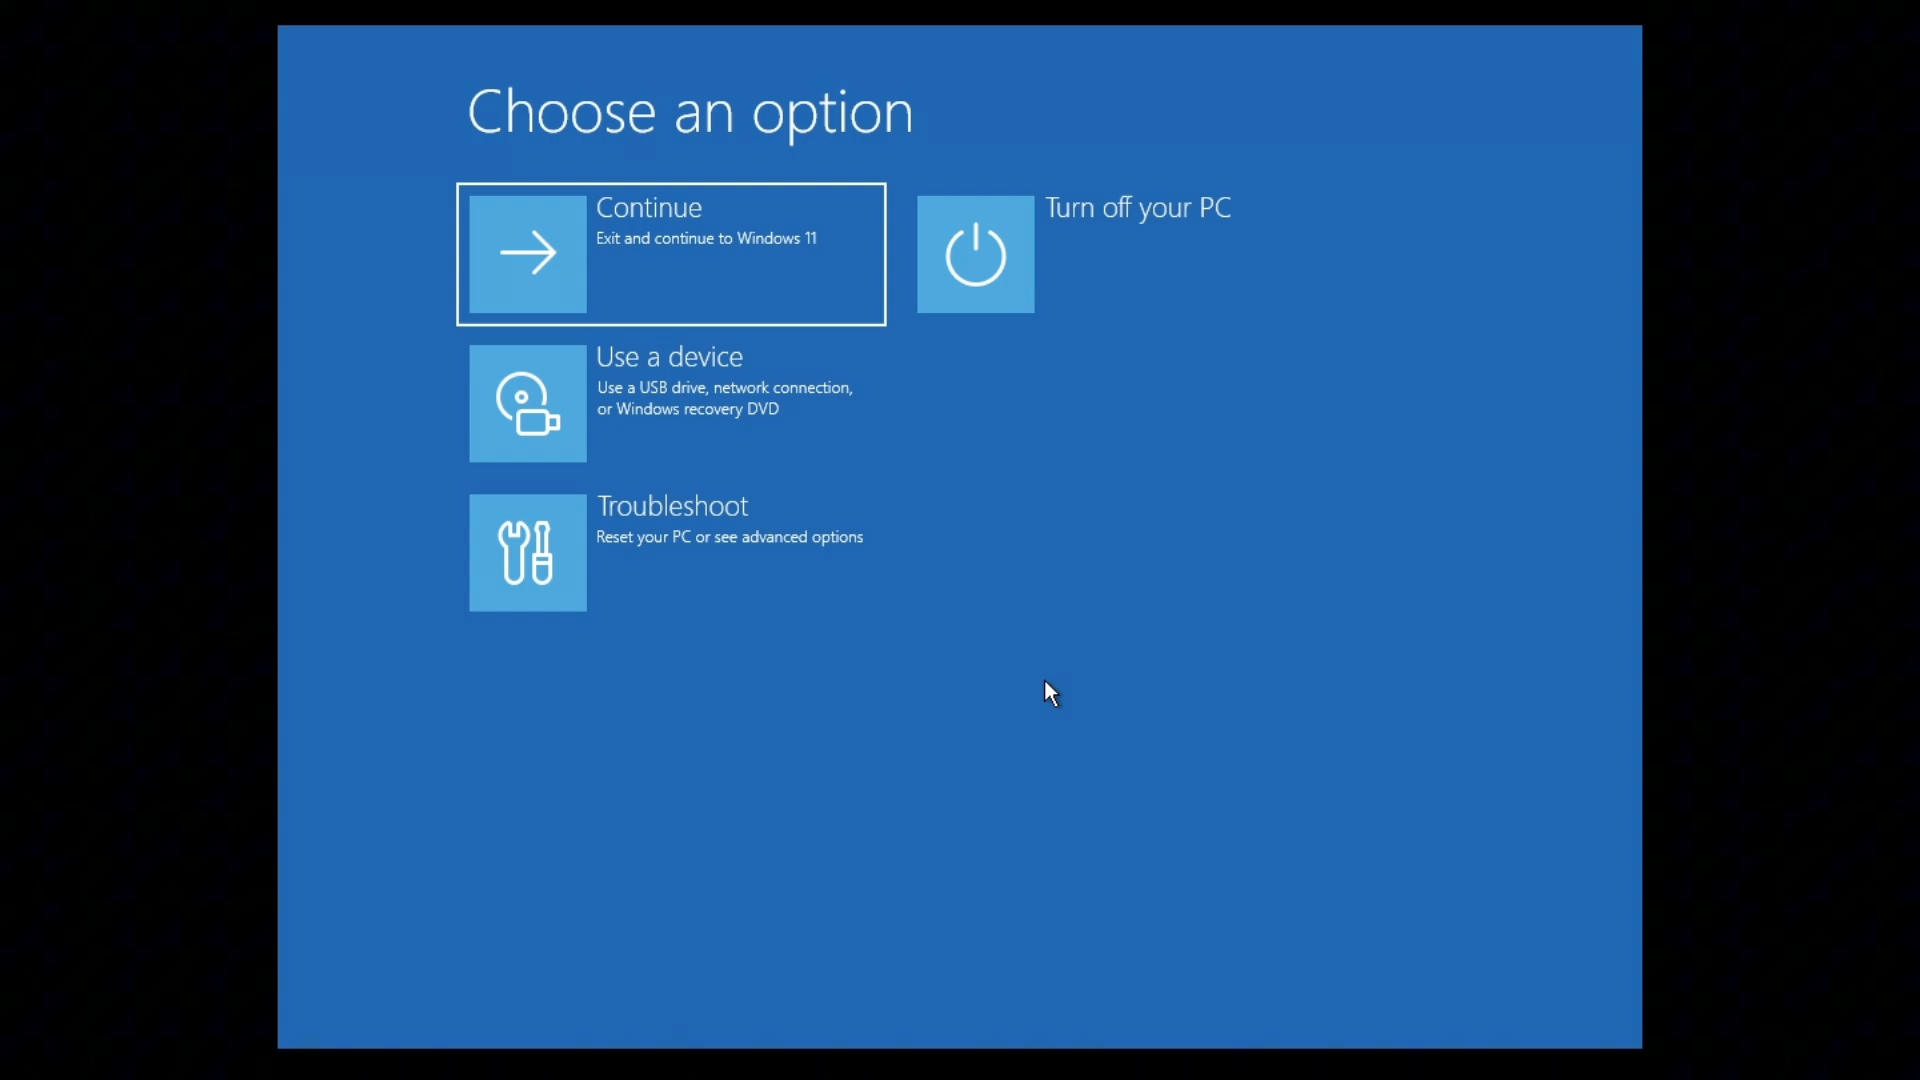 Choose an option
Continue
Exit and continue to Windows 11
Turn off your PC
Use a device
Use a USB drive, network connection,
or Windows recovery DVD
Troubleshoot
Reset your PC or see advanced options